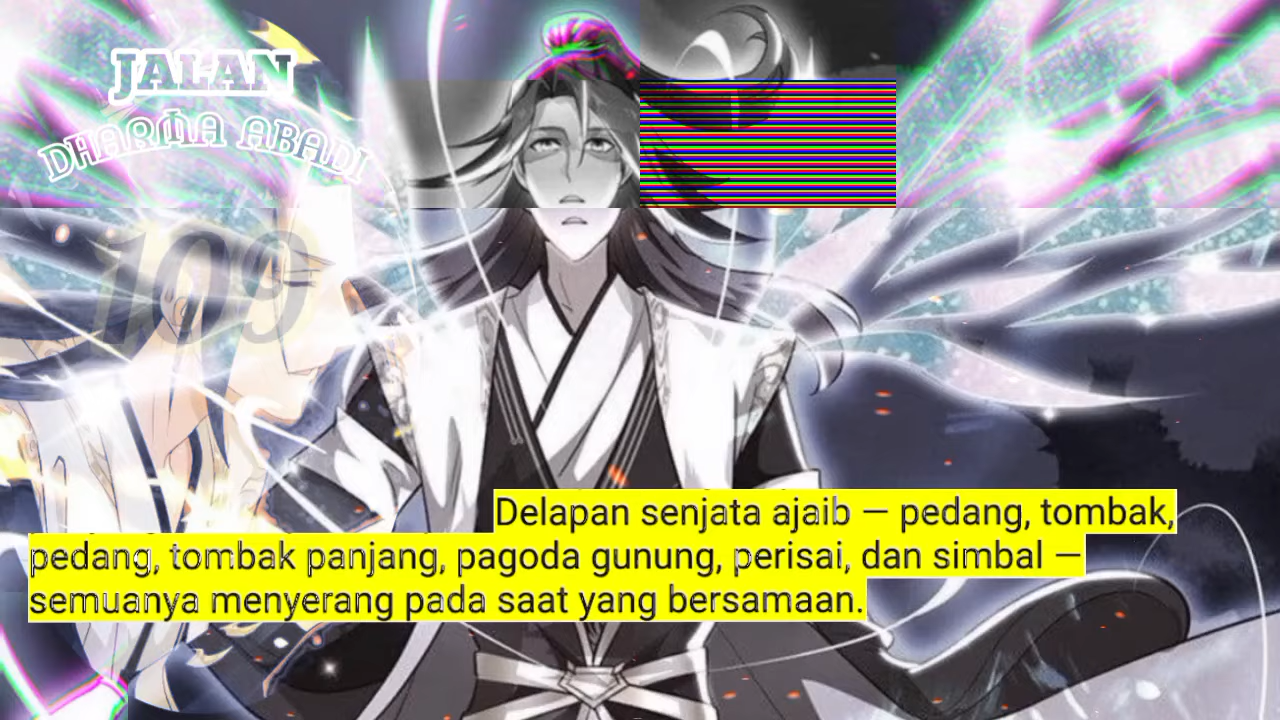 JALAN
DHARMA ABADI
109
Delapan senjata ajaib — pedang, tombak,
pedang, tombak panjang, pagoda gunung, perisai, dan simbal —
semuanya menyerang pada saat yang bersamaan.